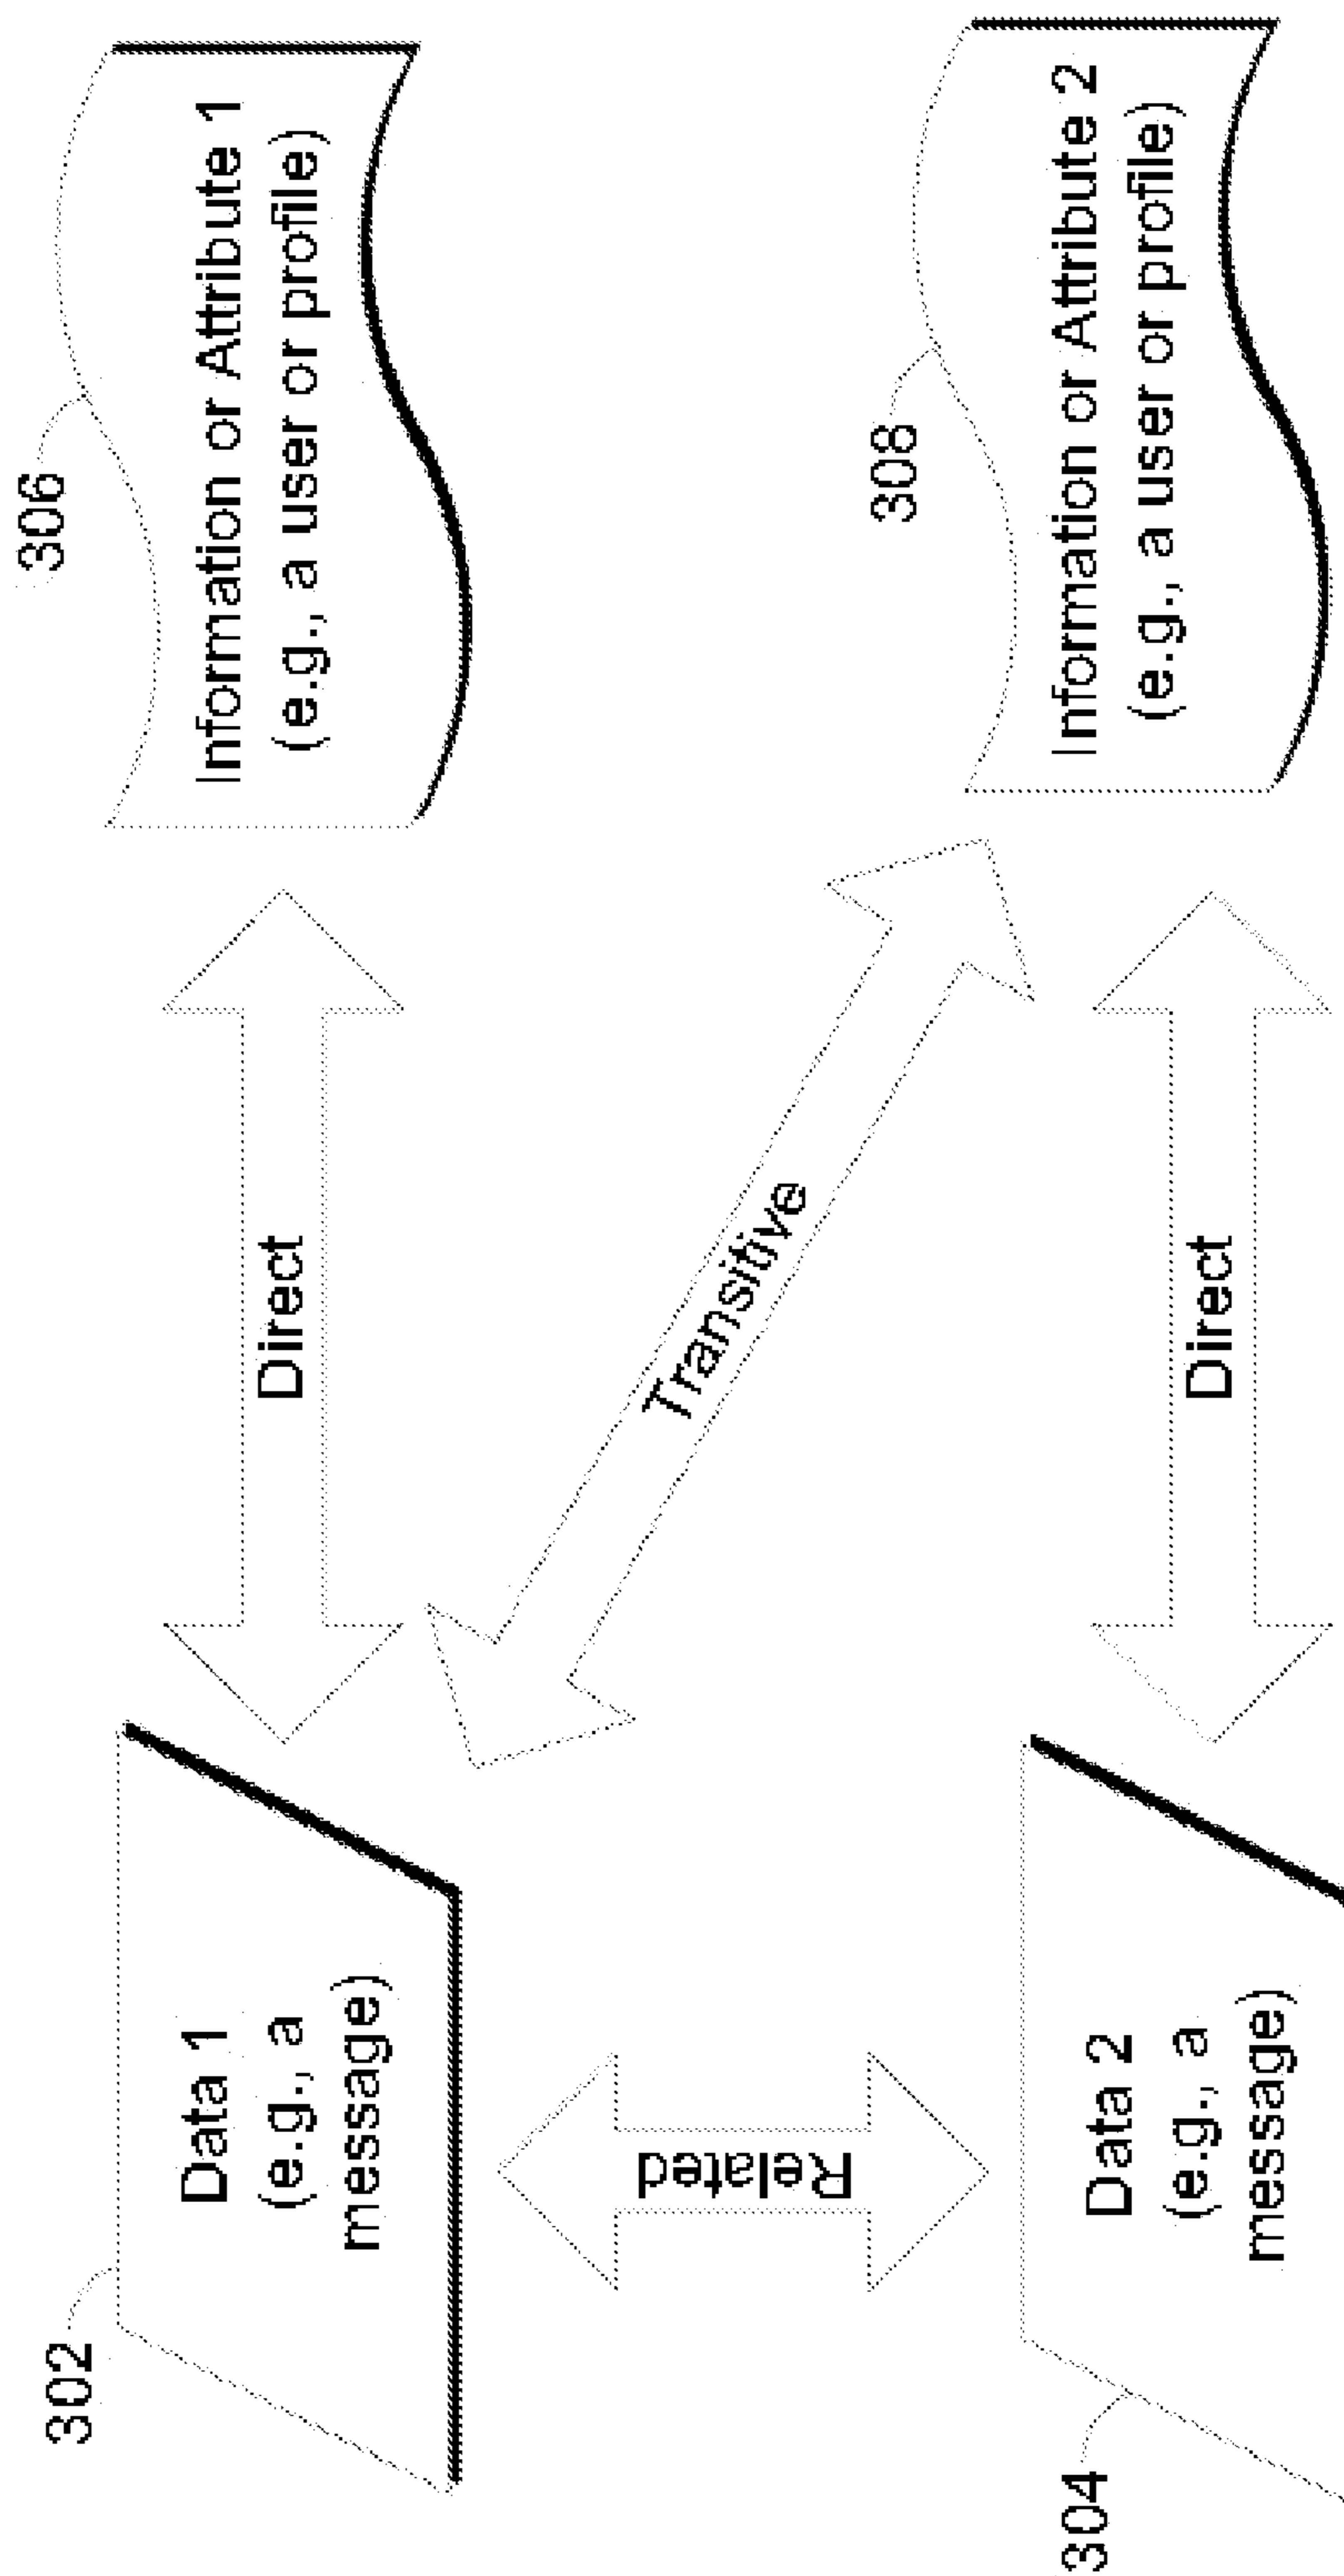 302
Data 1
(e.g., a
message)
Direct
306
Information or Attribute 1
(e.g., a user or profile)
Related
Transitive
304
Data 2
(e.g., a
message)
Direct
308
Information or Attribute 2
(e.g., a user or profile)